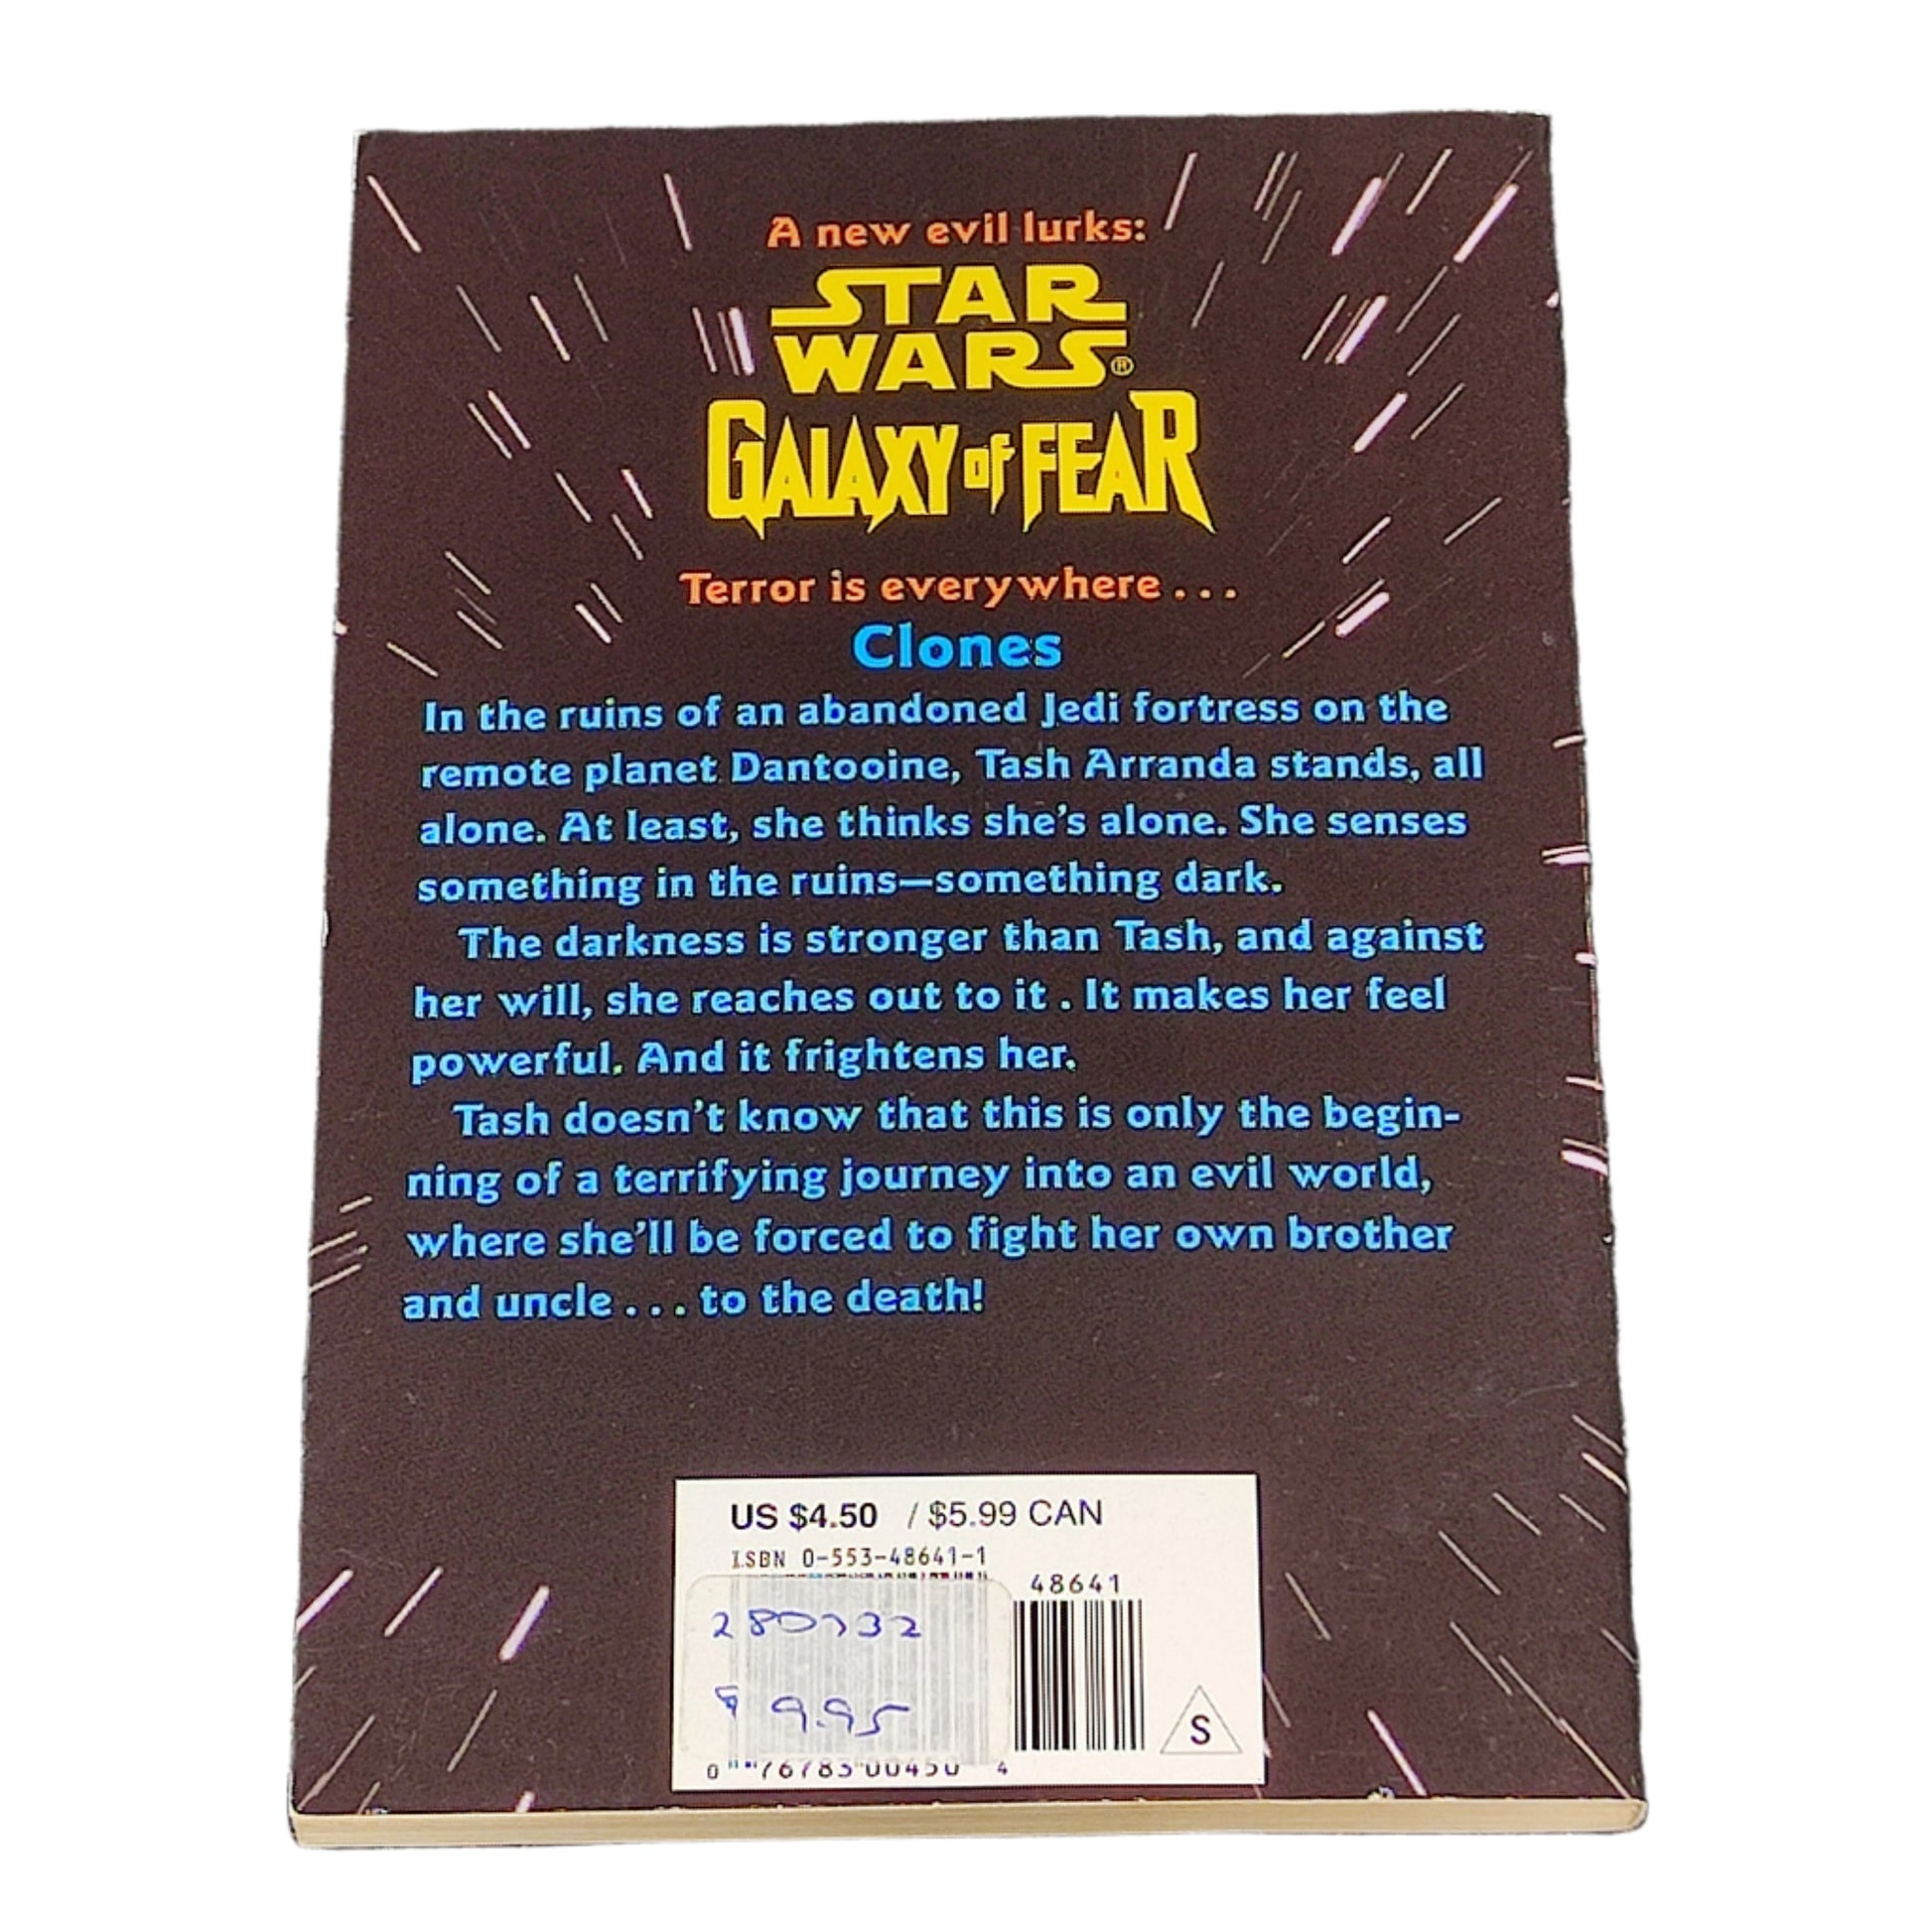 A new evil lurks:
STAR
WARS®
GALAXY of FEAR
Terror is everywhere . . .
Clones
In the ruins of an abandoned Jedi fortress on the
remote planet Dantooine, Tash Arranda stands, all
alone. At least, she thinks she's alone. She senses
something in the ruins—something dark.
The darkness is stronger than Tash, and against
her will, she reaches out to it . It makes her feel
powerful. And it frightens her.
Tash doesn't know that this is only the begin-
ning of a terrifying journey into an evil world,
where she'll be forced to fight her own brother
and uncle . . . to the death!
US $4.50 / $5.99 CAN
ISBN 0-553-48641-1
48641
$ 9.95
S
0 76783 00450 4